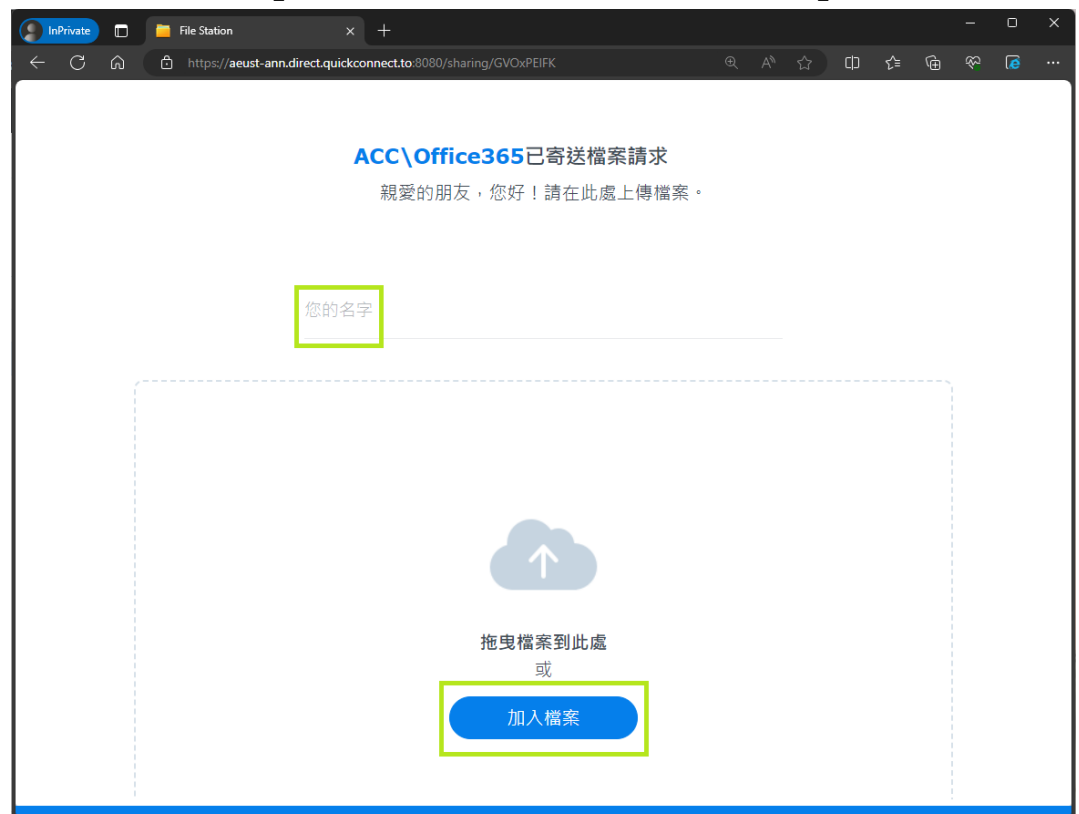 InPrivate
File Station
https://aeust-ann.direct.quickconnect.to:8080/sharing/GVOxPEIFK
ACC\Office365已寄送檔案請求
親愛的朋友，您好！請在此處上傳檔案。
您的名字
拖曳檔案到此處
或
加入檔案